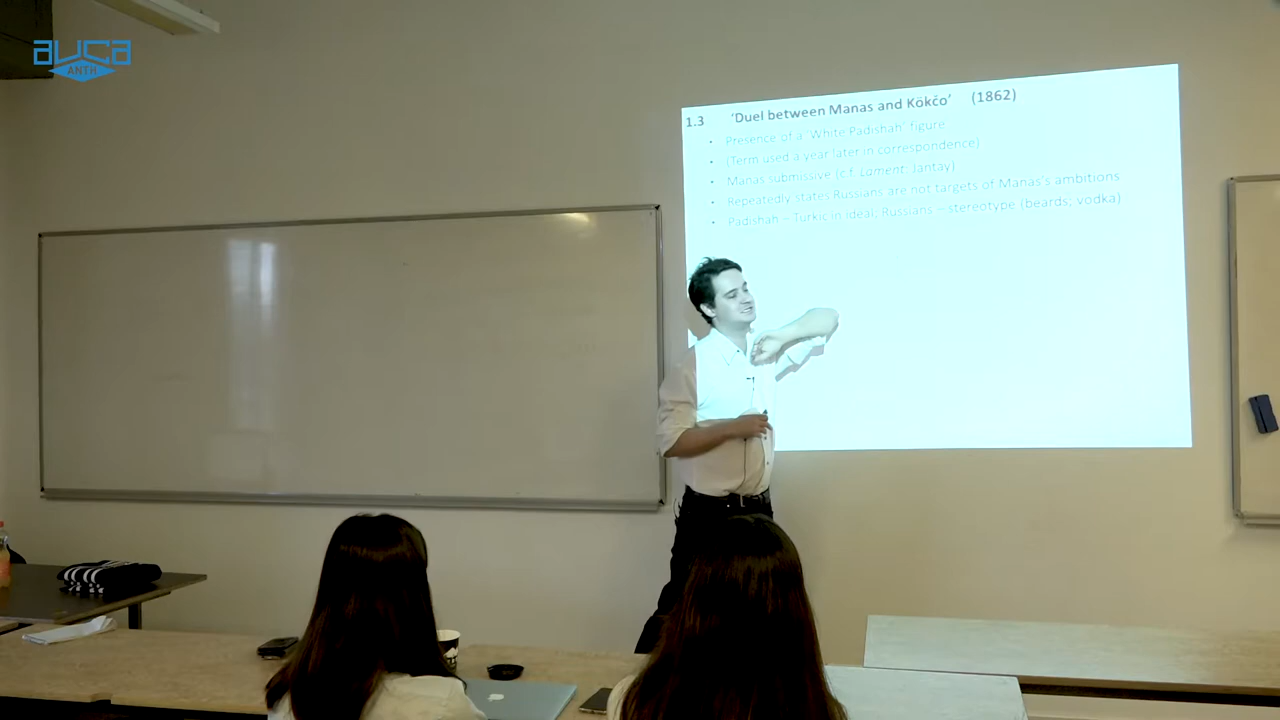 auca
ANTH
1.3 'Duel between Manas and Kökčo' (1862)
• Presence of a 'White Padishah' figure
• (Term used a year later in correspondence)
• Manas submissive (c.f. Lament: Jantay)
• Repeatedly states Russians are not targets of Manas's ambitions
• Padishah – Turkic in ideal; Russians – stereotype (beards; vodka)